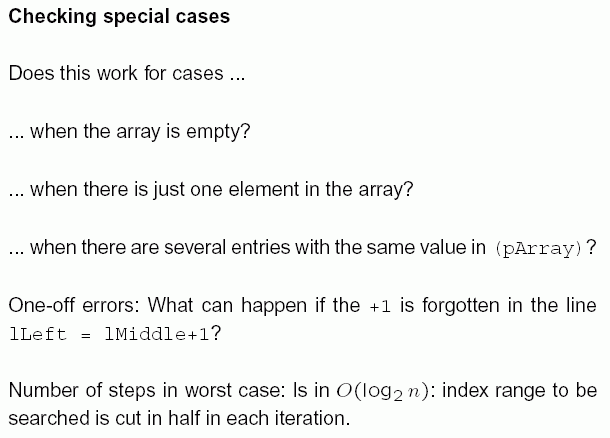 Checking special cases
Does this work for cases ...
... when the array is empty?
... when there is just one element in the array?
... when there are several entries with the same value in (pArray)?
One-off errors: What can happen if the +1 is forgotten in the line
lLeft = lMiddle+1?
Number of steps in worst case: Is in O(log₂ n): index range to be
searched is cut in half in each iteration.